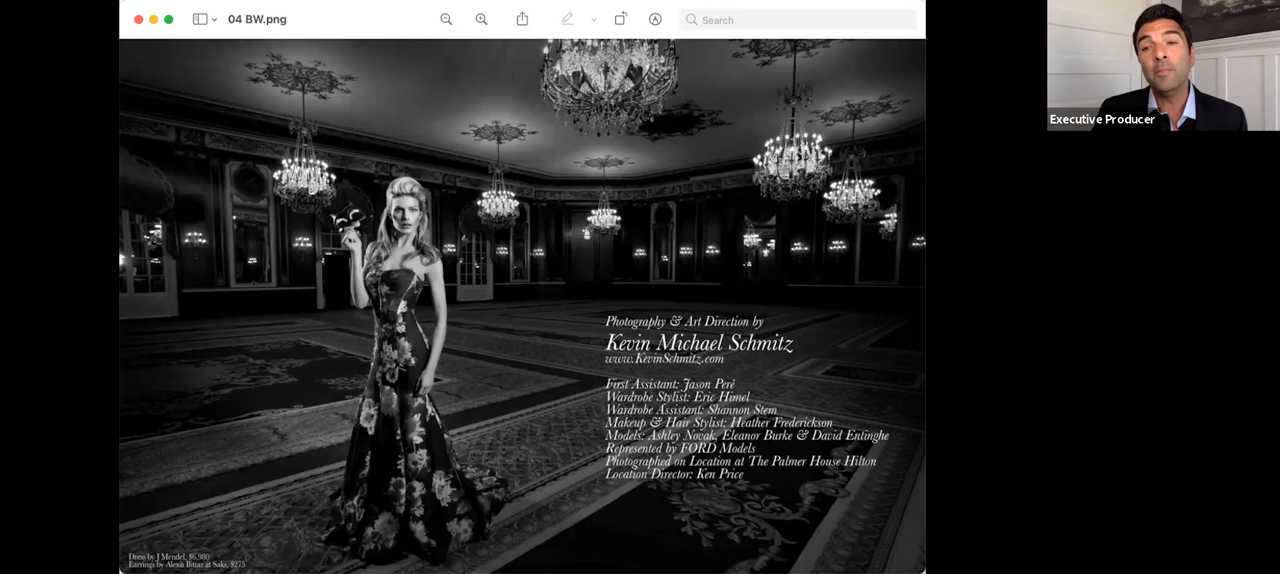 04 BW.png
Search
Executive Producer
Photography & Art Direction by
Kevin Michael Schmitz
www.KevinSchmitz.com
First Assistant: Jason Peré
Wardrobe Stylist: Eric Himel
Wardrobe Assistant: Shannon Stem
Makeup & Hair Stylist: Heather Frederickson
Models: Ashley Novak, Eleanor Burke & David Entinghe
Represented by FORD Models
Photographed on Location at The Palmer House Hilton
Location Director: Ken Price
Dress by J Mendel, $6,980
Earrings by Alexis Bittar at Saks, $275